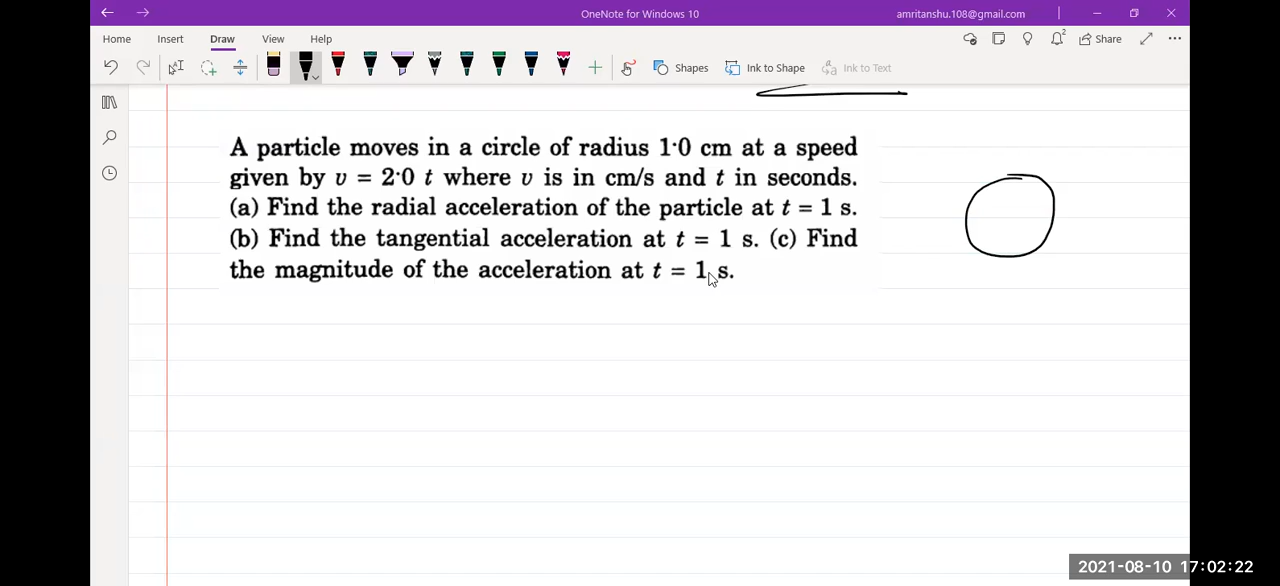 OneNote for Windows 10
amritanshu.108@gmail.com
Home Insert Draw View Help
2
Share
Shapes
Ink to Shape
Ink to Text
A particle moves in a circle of radius 1·0 cm at a speed
given by v = 2·0 t where v is in cm/s and t in seconds.
(a) Find the radial acceleration of the particle at t = 1 s.
(b) Find the tangential acceleration at t = 1 s. (c) Find
the magnitude of the acceleration at t = 1 s.
2021-08-10 17:02:22